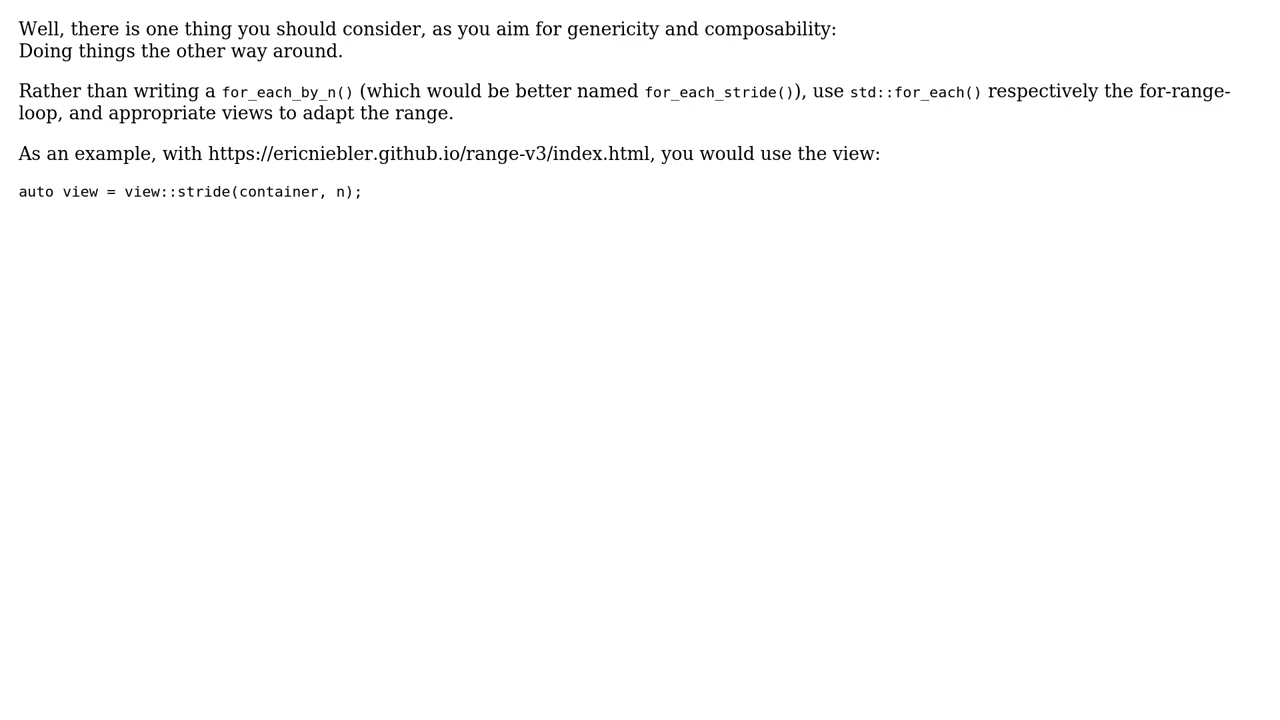 Well, there is one thing you should consider, as you aim for genericity and composability:
Doing things the other way around.
Rather than writing a for_each_by_n() (which would be better named for_each_stride()), use std::for_each() respectively the for-range-
loop, and appropriate views to adapt the range.
As an example, with https://ericniebler.github.io/range-v3/index.html, you would use the view:
auto view = view::stride(container, n);